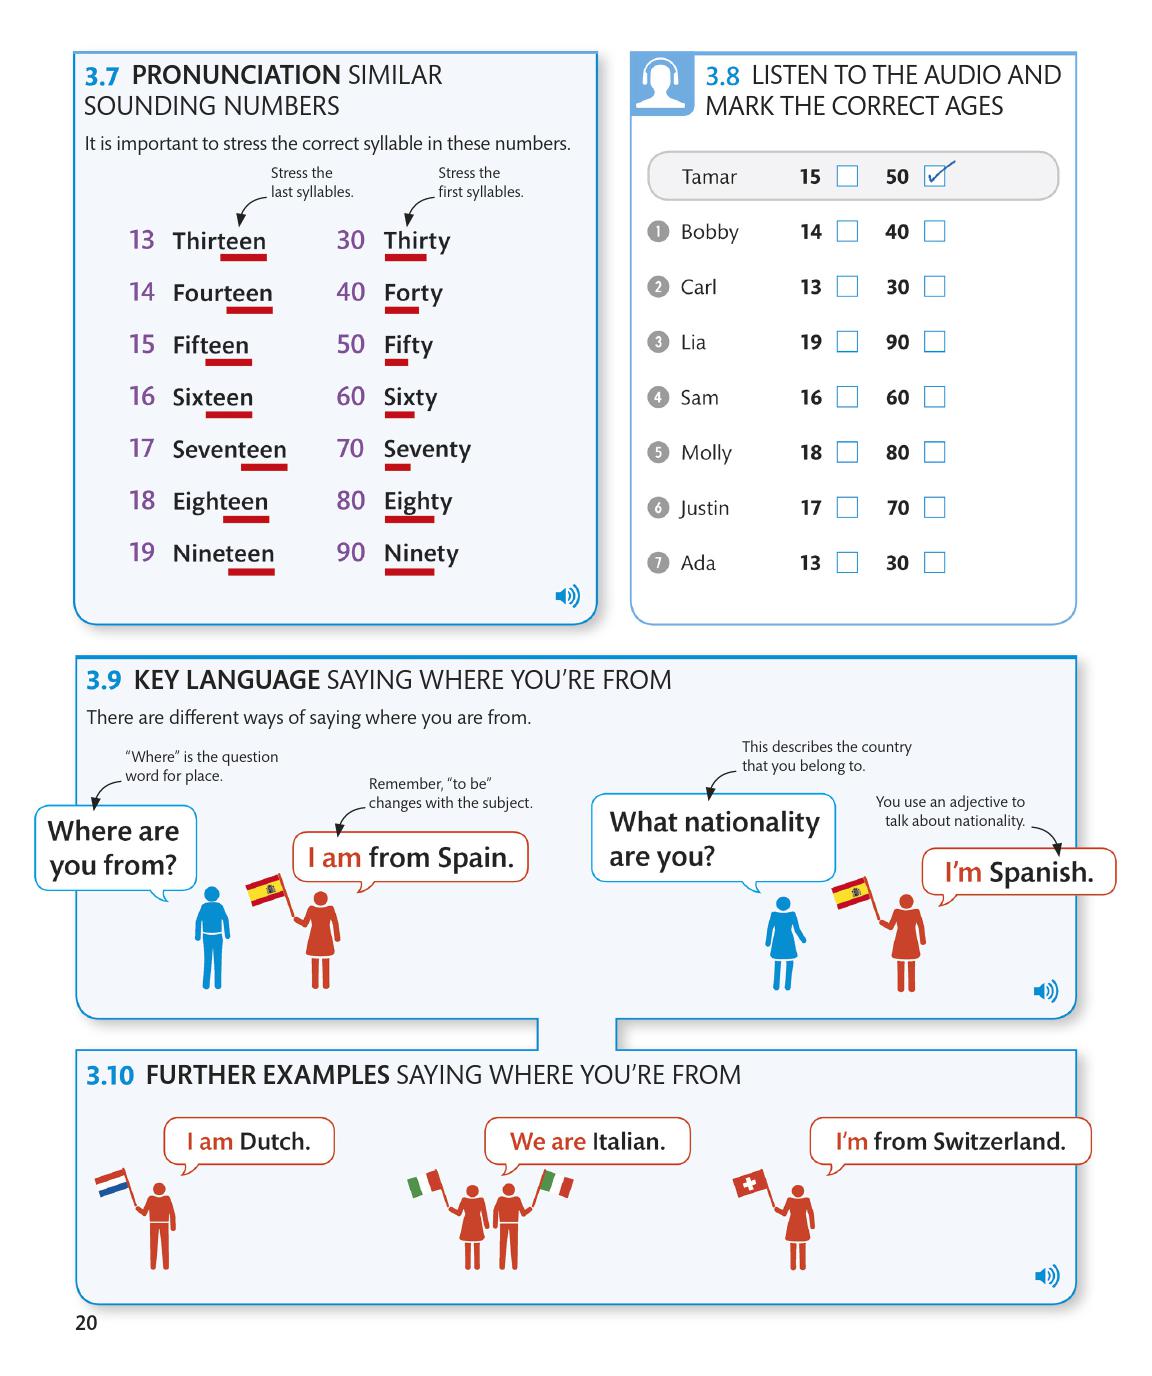 3.7 PRONUNCIATION SIMILAR
SOUNDING NUMBERS
It is important to stress the correct syllable in these numbers.
Stress the
last syllables.
Stress the
first syllables.
13 Thirteen 30 Thirty
14 Fourteen 40 Forty
15 Fifteen 50 Fifty
16 Sixteen 60 Sixty
17 Seventeen 70 Seventy
18 Eighteen 80 Eighty
19 Nineteen 90 Ninety
3.8 LISTEN TO THE AUDIO AND
MARK THE CORRECT AGES
Tamar 15 50
1 Bobby 14 40
2 Carl 13 30
3 Lia 19 90
4 Sam 16 60
5 Molly 18 80
6 Justin 17 70
7 Ada 13 30
3.9 KEY LANGUAGE SAYING WHERE YOU’RE FROM
There are different ways of saying where you are from.
“Where” is the question
word for place.
Where are
you from?
Remember, “to be”
changes with the subject.
I am from Spain.
This describes the country
that you belong to.
What nationality
are you?
You use an adjective to
talk about nationality.
I’m Spanish.
3.10 FURTHER EXAMPLES SAYING WHERE YOU’RE FROM
I am Dutch.
We are Italian.
I’m from Switzerland.
20